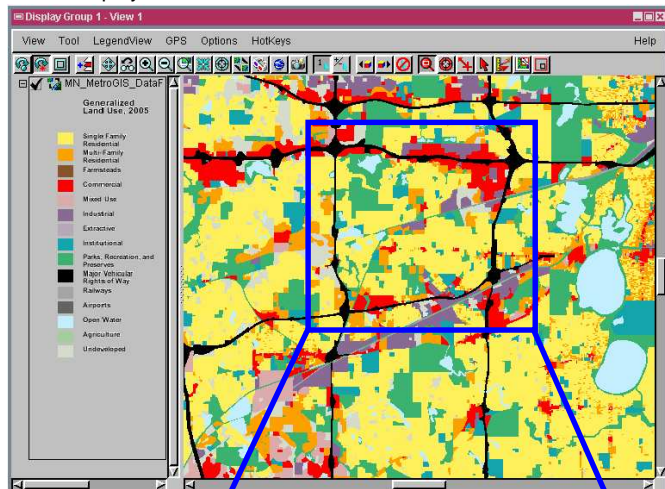 Display Group 1 - View 1
View Tool LegendView GPS Options HotKeys Help
MN_MetroGIS_DataF
Generalized
Land Use, 2005
Single Family
Residential
Multi-Family
Residential
Farmsteads
Commercial
Mixed Use
Industrial
Extractive
Institutional
Parks, Recreation, and
Preserves
Major Vehicular
Rights of Way
Railways
Airports
Open Water
Agriculture
Undeveloped